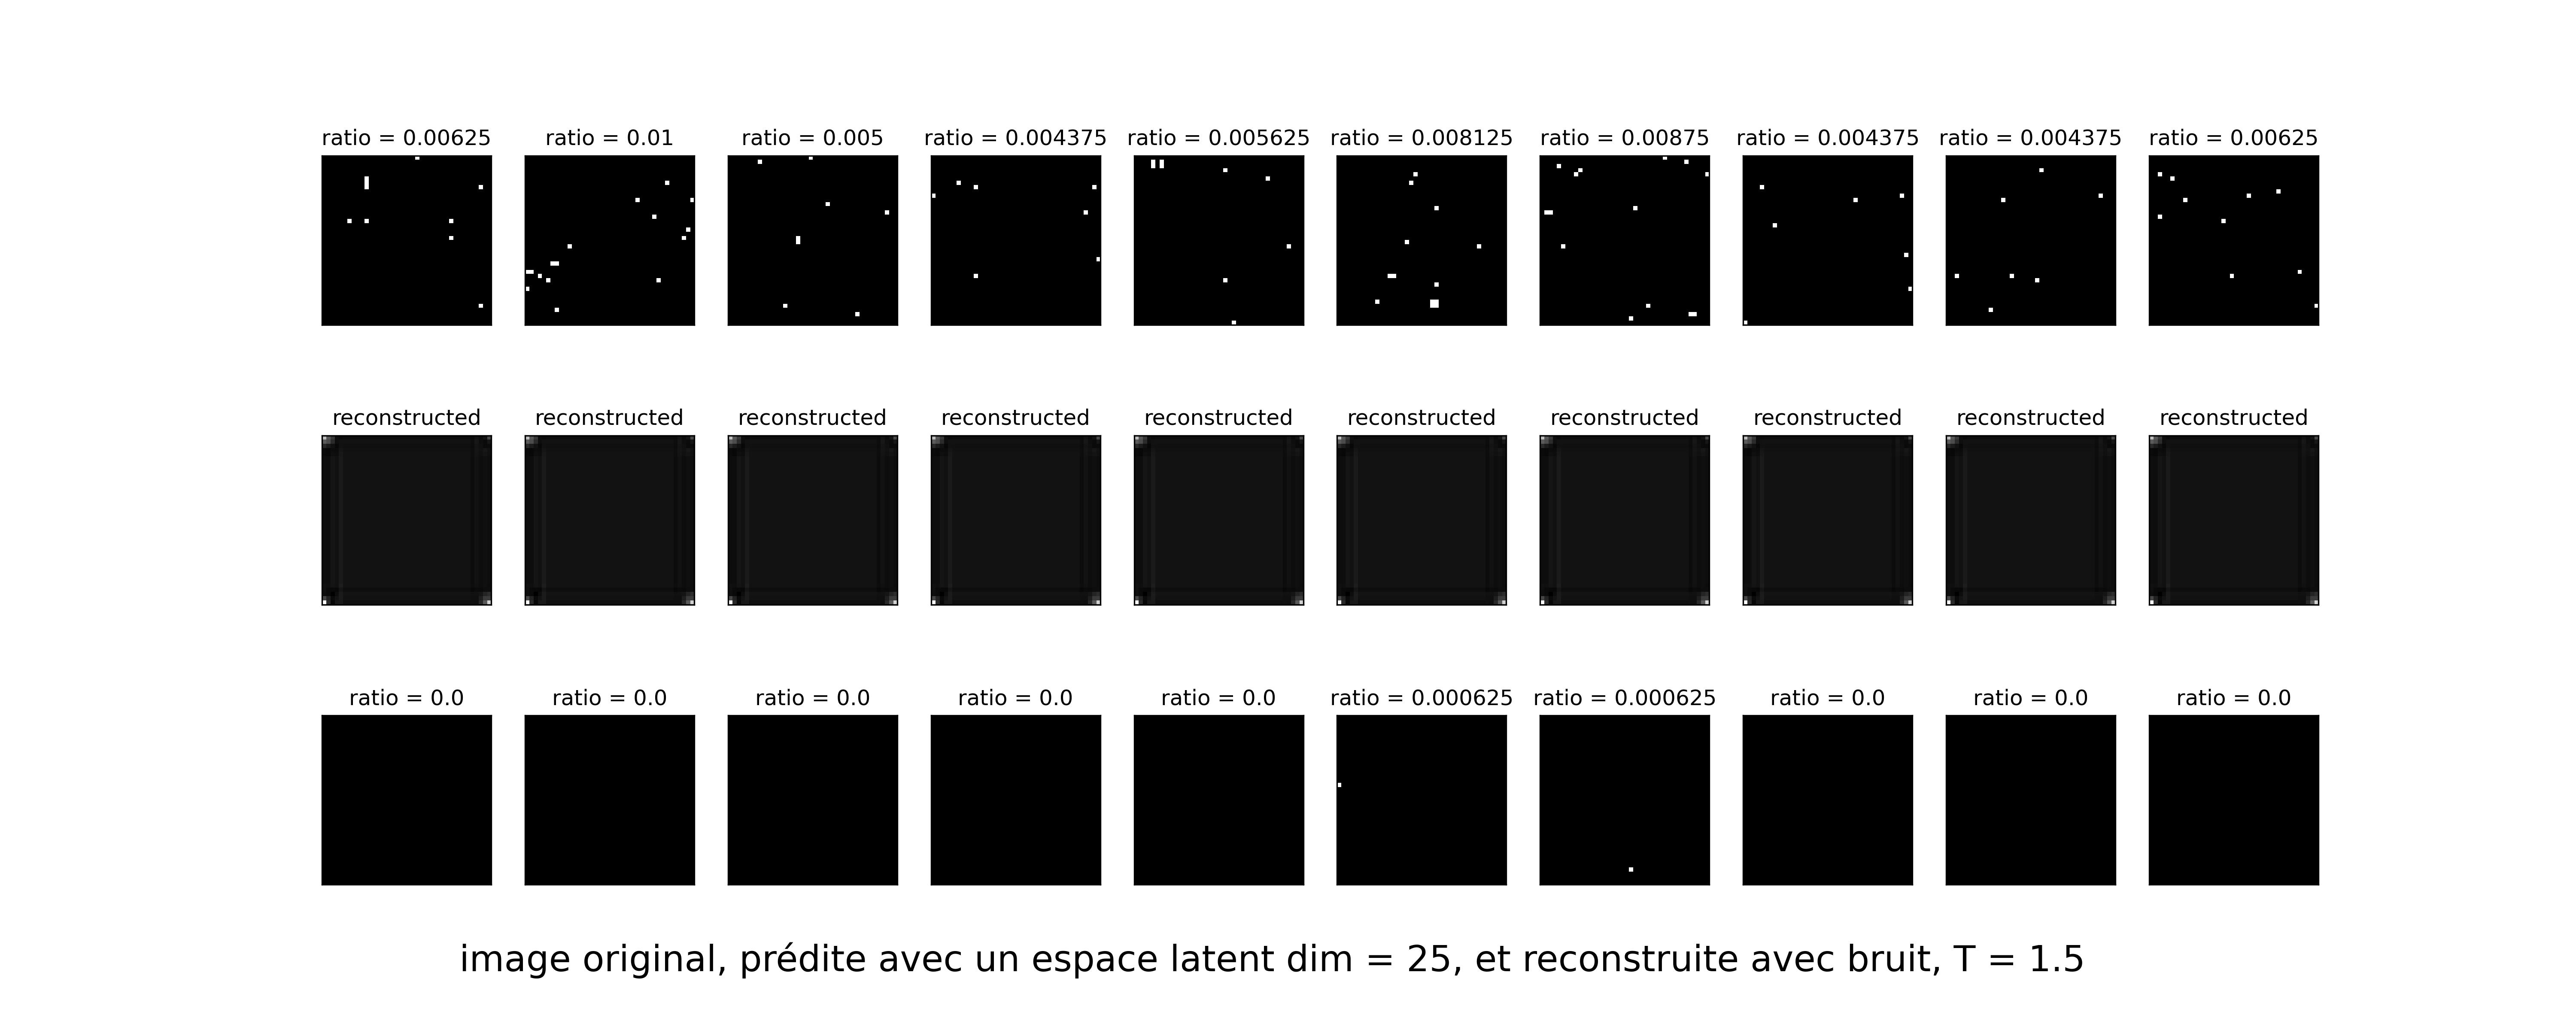 ratio = 0.00625 ratio = 0.01 ratio = 0.005 ratio = 0.004375 ratio = 0.005625 ratio = 0.008125 ratio = 0.00875 ratio = 0.004375 ratio = 0.004375 ratio = 0.00625
reconstructed reconstructed reconstructed reconstructed reconstructed reconstructed reconstructed reconstructed reconstructed reconstructed
ratio = 0.0 ratio = 0.0 ratio = 0.0 ratio = 0.0 ratio = 0.0 ratio = 0.000625 ratio = 0.000625 ratio = 0.0 ratio = 0.0 ratio = 0.0
image original, prédite avec un espace latent dim = 25, et reconstruite avec bruit, T = 1.5